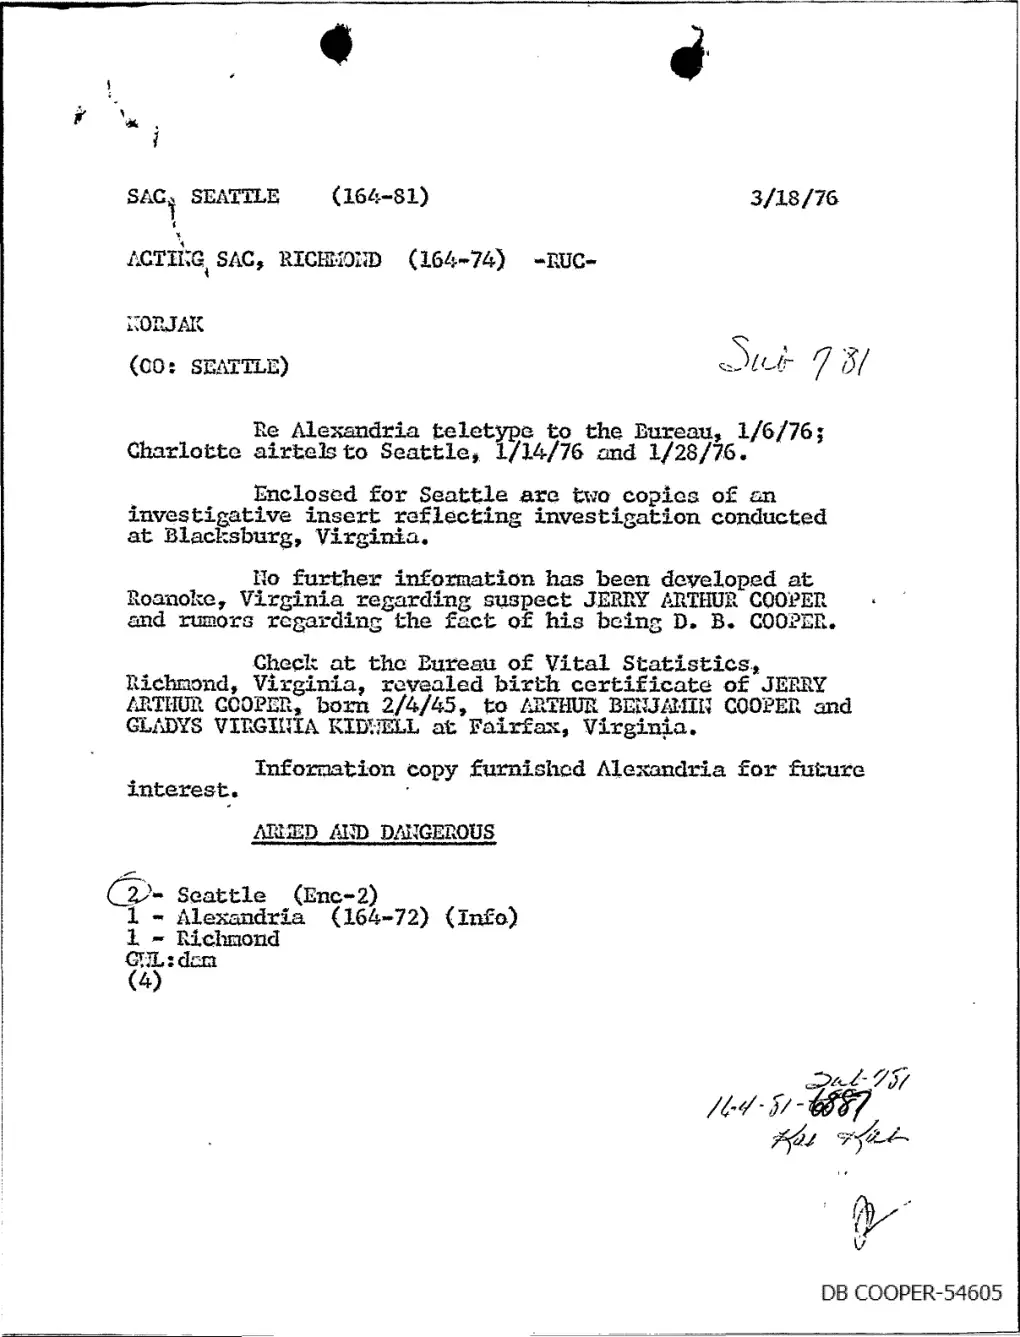 SAC, SEATTLE (164-81) 3/18/76
ACTING SAC, RICHMOND (164-74) -RUC-
NORJAK
(OO: SEATTLE)
Sub 781
Re Alexandria teletype to the Bureau, 1/6/76;
Charlotte airtels to Seattle, 1/14/76 and 1/28/76.
Enclosed for Seattle are two copies of an
investigative insert reflecting investigation conducted
at Blacksburg, Virginia.
No further information has been developed at
Roanoke, Virginia regarding suspect JERRY ARTHUR COOPER
and rumors regarding the fact of his being D. B. COOPER.
Check at the Bureau of Vital Statistics,
Richmond, Virginia, revealed birth certificate of JERRY
ARTHUR COOPER, born 2/4/45, to ARTHUR BENJAMIN COOPER and
GLADYS VIRGINIA KIDWELL at Fairfax, Virginia.
Information copy furnished Alexandria for future
interest.
ARMED AND DANGEROUS
2 - Seattle (Enc-2)
1 - Alexandria (164-72) (Info)
1 - Richmond
(4)
164-81-6887
DB COOPER-54605